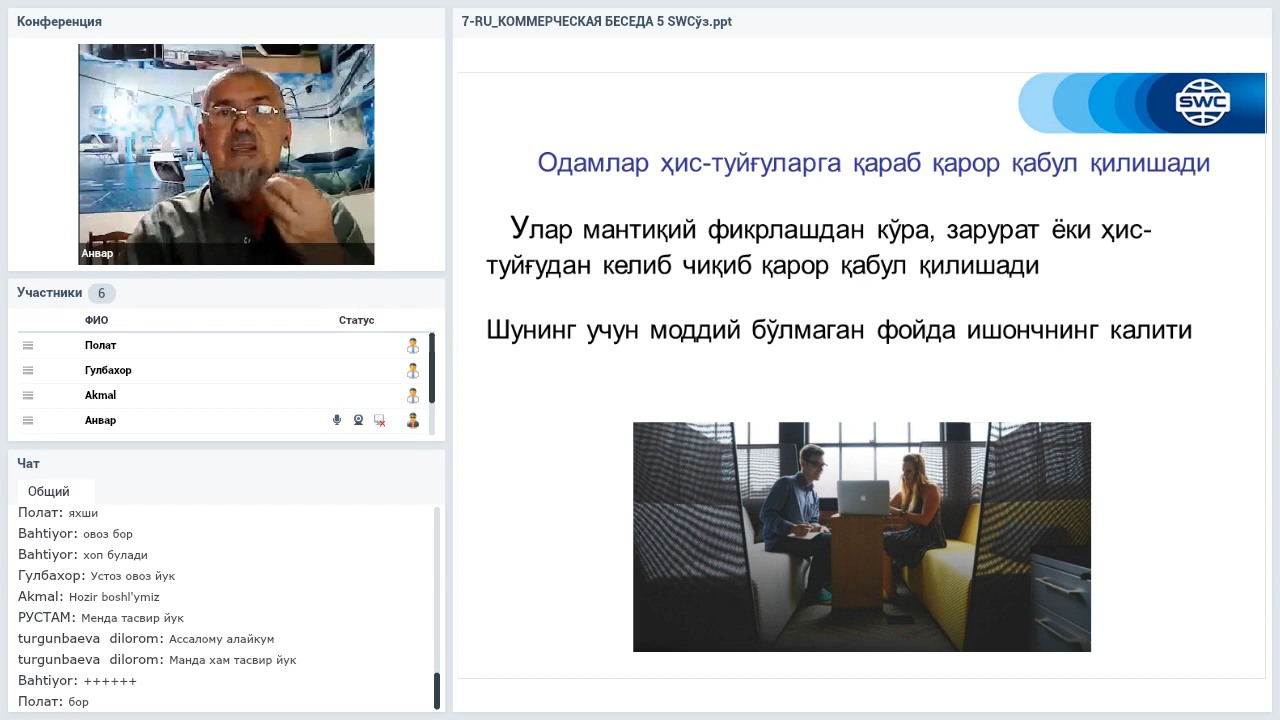 Конференция
Анвар
Участники 6
ФИО Статус
Полат
Гулбахор
Akmal
Анвар
Чат
Общий
Полат: яхши
Bahtiyor: овоз бор
Bahtiyor: хоп булади
Гулбахор: Устоз овоз йук
Akmal: Hozir boshl'ymiz
РУСТАМ: Менда тасвир йук
turgunbaeva dilorom: Ассалому алайкум
turgunbaeva dilorom: Манда хам тасвир йук
Bahtiyor: ++++++
Полат: бор
7-RU_КОММЕРЧЕСКАЯ БЕСЕДА 5 SWCўз.ppt
SWC
Одамлар ҳис-туйғуларга қараб қарор қабул қилишади
Улар мантиқий фикрлашдан кўра, зарурат ёки ҳис-
туйғудан келиб чиқиб қарор қабул қилишади
Шунинг учун моддий бўлмаган фойда ишончнинг калити